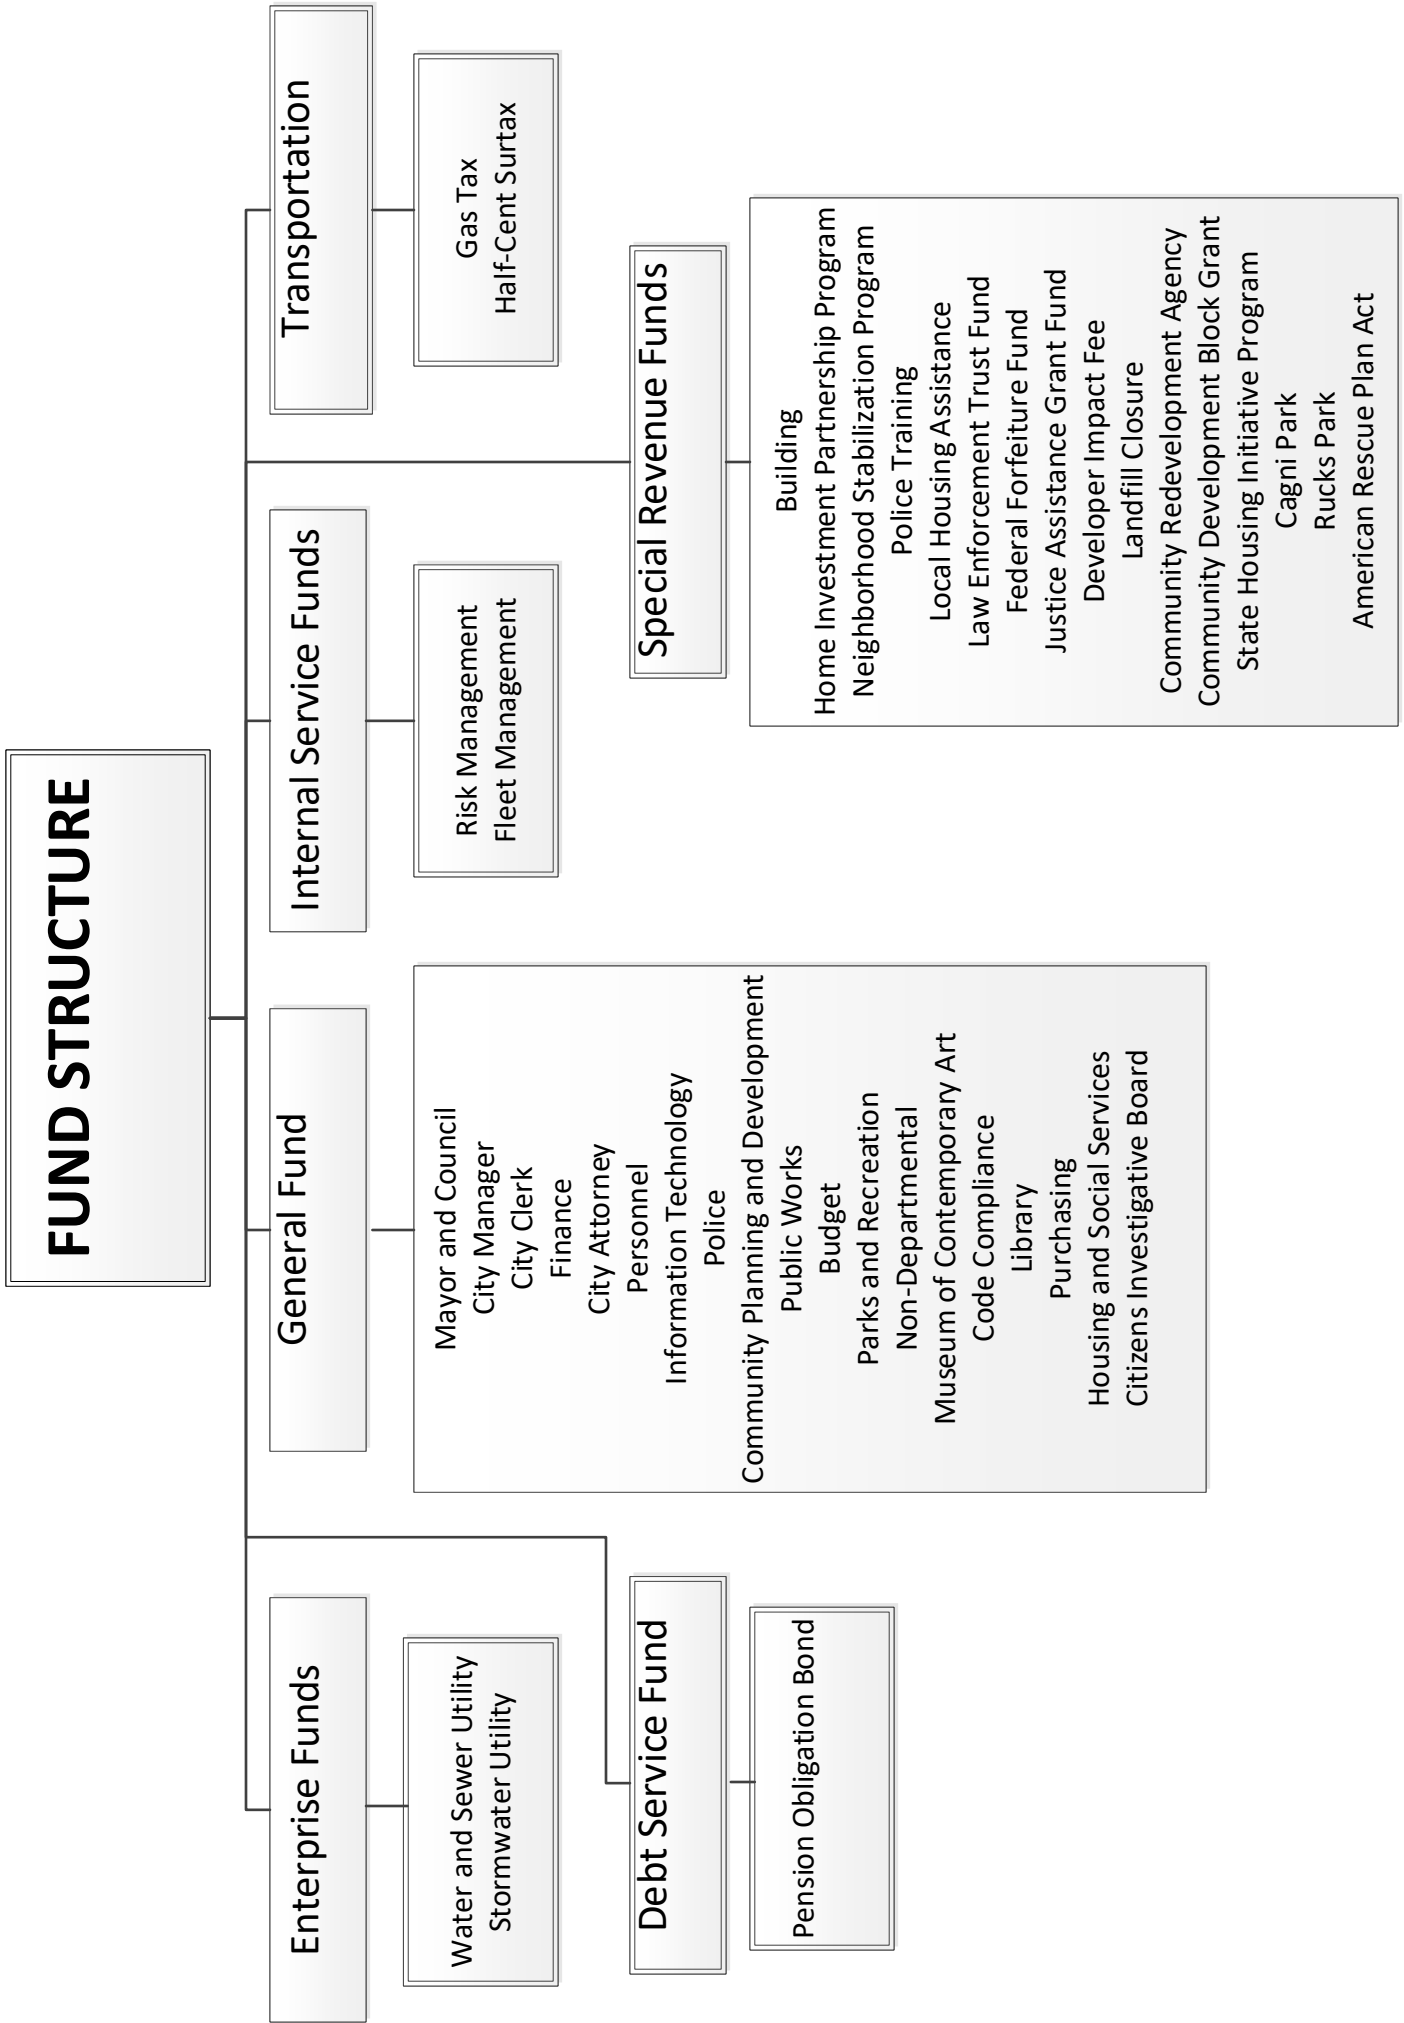 FUND STRUCTURE
Enterprise Funds
Water and Sewer Utility
Stormwater Utility
Debt Service Fund
Pension Obligation Bond
General Fund
Mayor and Council
City Manager
City Clerk
Finance
City Attorney
Personnel
Information Technology
Police
Community Planning and Development
Public Works
Budget
Parks and Recreation
Non-Departmental
Museum of Contemporary Art
Code Compliance
Library
Purchasing
Housing and Social Services
Citizens Investigative Board
Internal Service Funds
Risk Management
Fleet Management
Special Revenue Funds
Building
Home Investment Partnership Program
Neighborhood Stabilization Program
Police Training
Local Housing Assistance
Law Enforcement Trust Fund
Federal Forfeiture Fund
Justice Assistance Grant Fund
Developer Impact Fee
Landfill Closure
Community Redevelopment Agency
Community Development Block Grant
State Housing Initiative Program
Cagni Park
Rucks Park
American Rescue Plan Act
Transportation
Gas Tax
Half-Cent Surtax